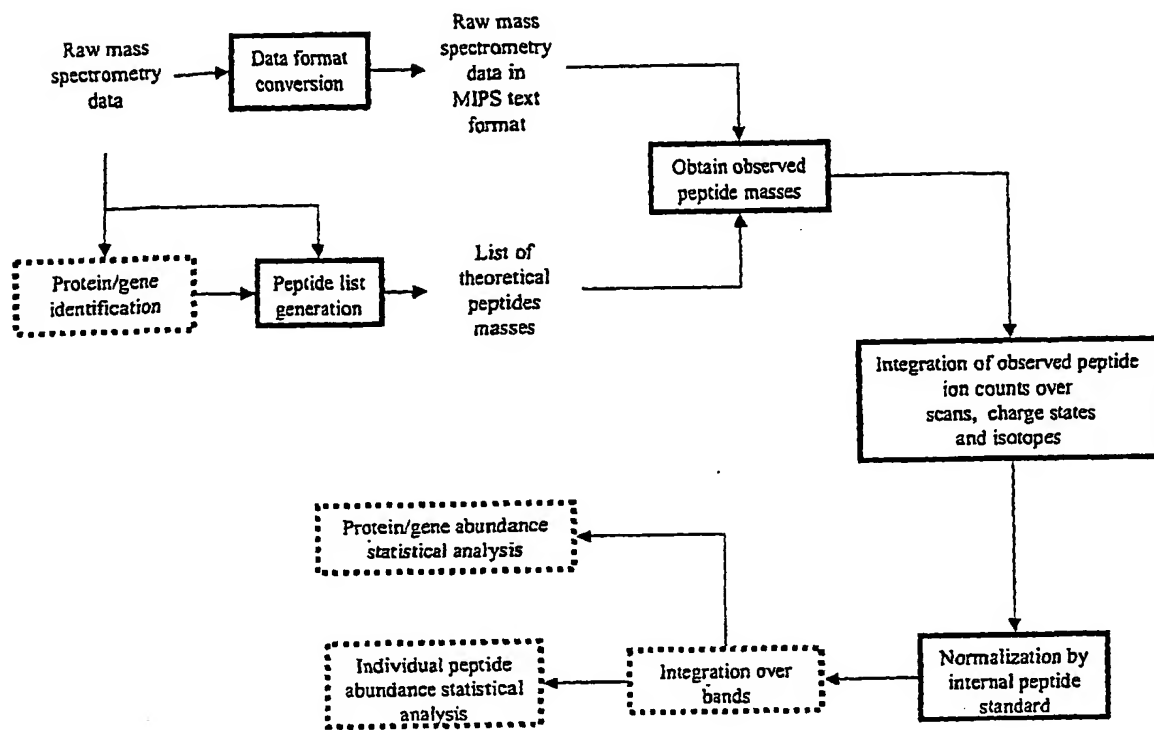 Raw mass
spectrometry
data
Data format
conversion
Raw mass
spectrometry
data in
MIPS text
format
Obtain observed
peptide masses
Protein/gene
identification
Peptide list
generation
List of
theoretical
peptides
masses
Integration of observed peptide
ion counts over
scans, charge states
and isotopes
Protein/gene abundance
statistical analysis
Individual peptide
abundance statistical
analysis
Integration over
bands
Normalization by
internal peptide
standard